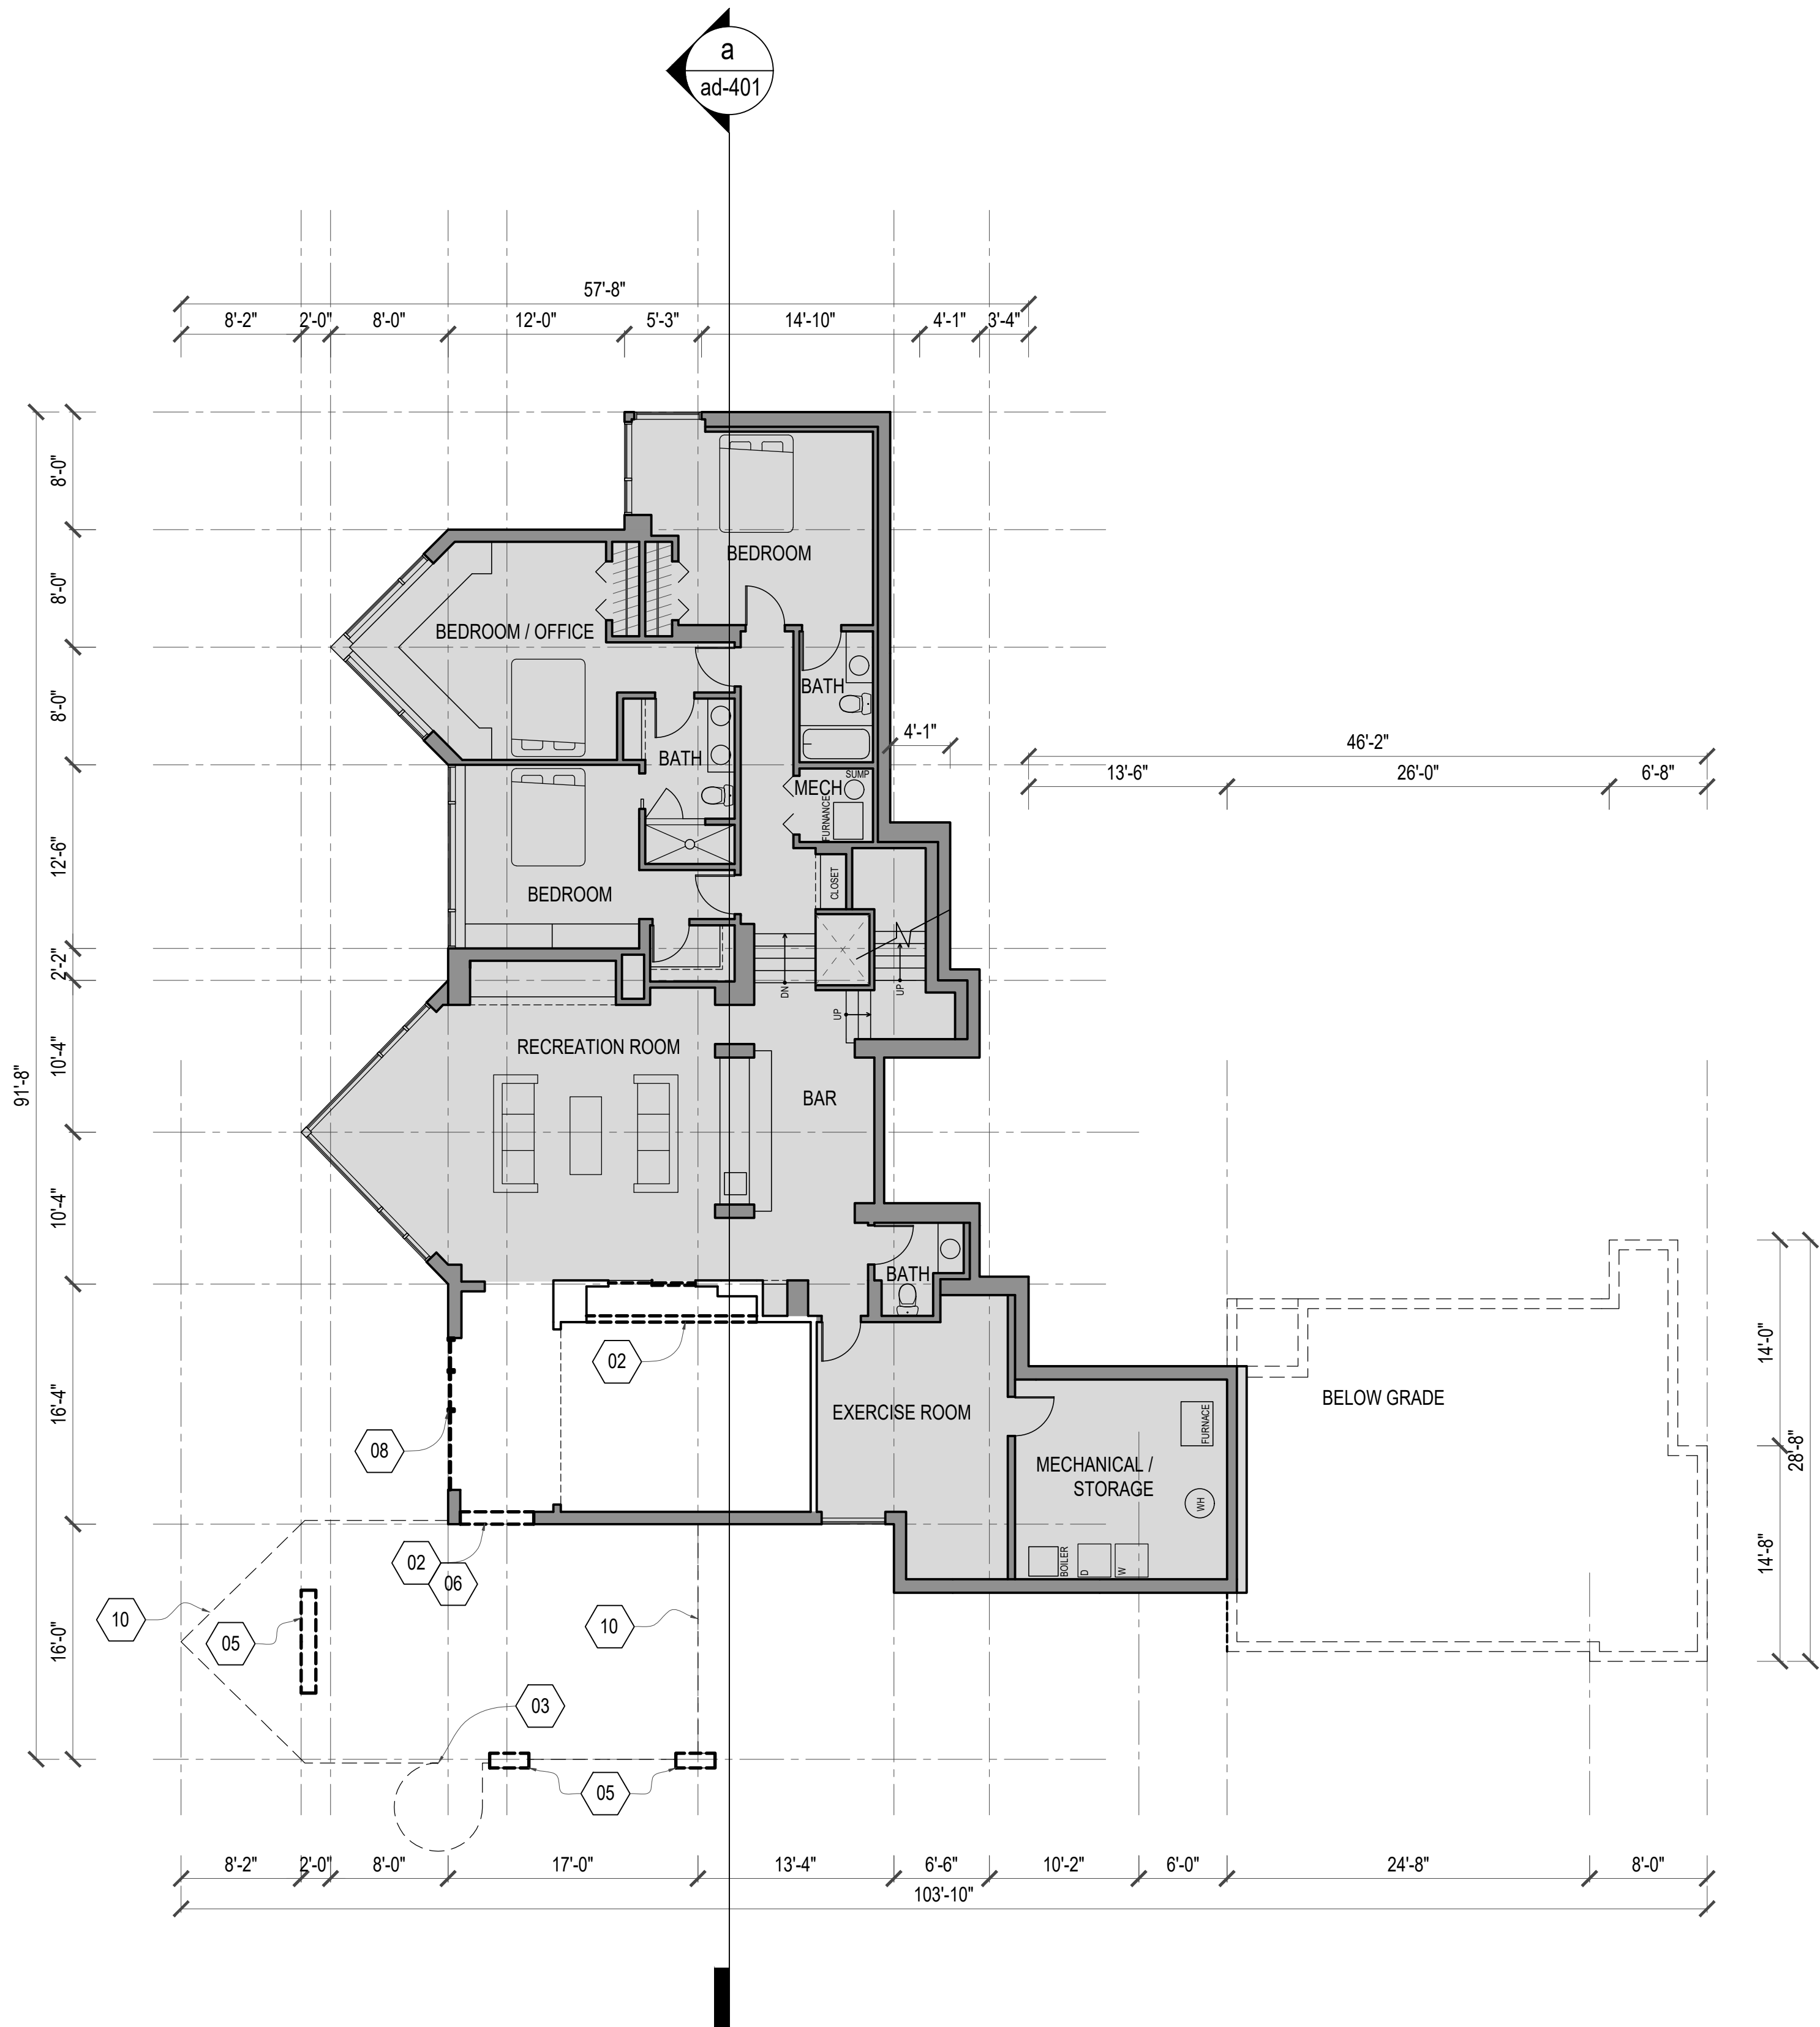 a
ad-401
57'-8"
8'-2" 2'-0" 8'-0" 12'-0" 5'-3" 14'-10" 4'-1" 3'-4"
8'-0"
BEDROOM
8'-0"
BEDROOM / OFFICE
BATH
8'-0"
4'-1"
46'-2"
BATH
13'-6" 26'-0" 6'-8"
SUMP
MECH
FURNANCE
12'-6"
CLOSET
BEDROOM
2'-2"
DN
UP
UP
10'-4"
RECREATION ROOM
91'-8"
BAR
10'-4"
BATH
02
14'-0"
BELOW GRADE
16'-4"
EXERCISE ROOM
FURNACE
08
28'-8"
MECHANICAL /
STORAGE
WH
02
06
BOILER
D
W
14'-8"
10
05
10
16'-0"
03
05
8'-2" 2'-0" 8'-0" 17'-0" 13'-4" 6'-6" 10'-2" 6'-0" 24'-8" 8'-0"
103'-10"